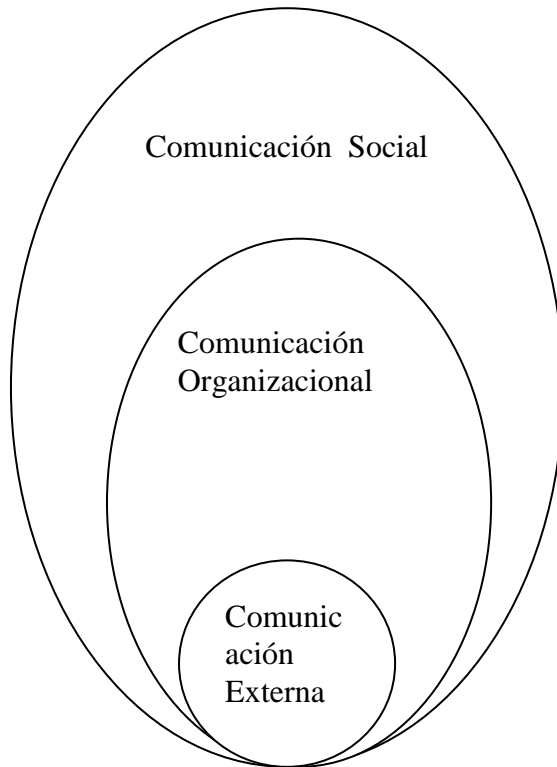 Comunicación Social
Comunicación
Organizacional
Comunic
ación
Externa